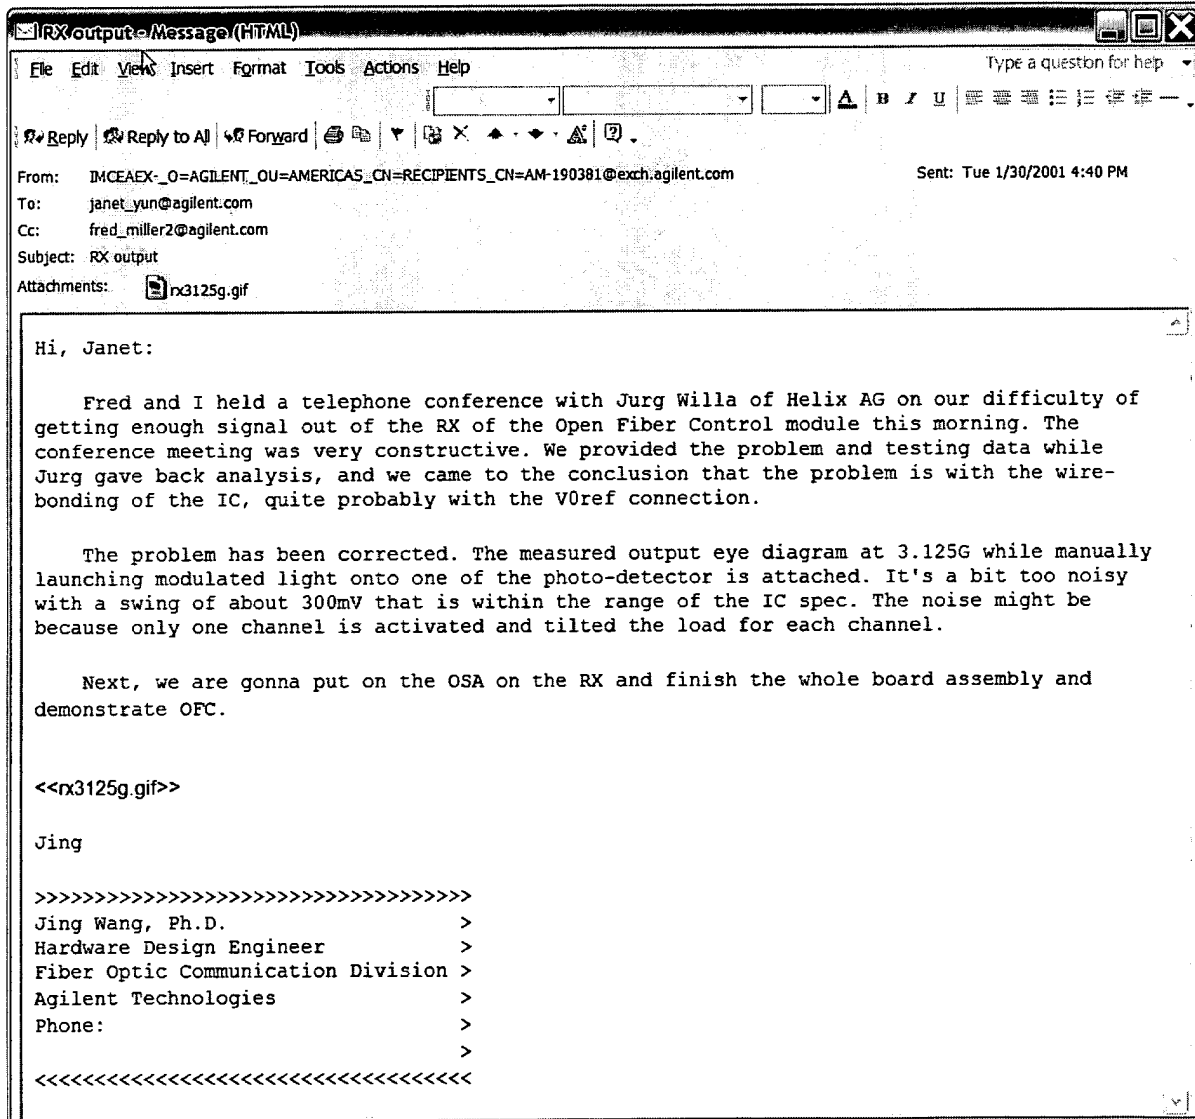 RX output - Message (HTML)
File Edit View Insert Format Tools Actions Help Type a question for help
A B I U
Reply Reply to All Forward
From: IMCEAEX-_O=AGILENT_OU=AMERICAS_CN=RECIPIENTS_CN=AM-190381@exch.agilent.com Sent: Tue 1/30/2001 4:40 PM
To: janet_yun@agilent.com
Cc: fred_miller2@agilent.com
Subject: RX output
Attachments: rx3125g.gif
Hi, Janet:
Fred and I held a telephone conference with Jurg Willa of Helix AG on our difficulty of
getting enough signal out of the RX of the Open Fiber Control module this morning. The
conference meeting was very constructive. We provided the problem and testing data while
Jurg gave back analysis, and we came to the conclusion that the problem is with the wire-
bonding of the IC, quite probably with the V0ref connection.
The problem has been corrected. The measured output eye diagram at 3.125G while manually
launching modulated light onto one of the photo-detector is attached. It's a bit too noisy
with a swing of about 300mV that is within the range of the IC spec. The noise might be
because only one channel is activated and tilted the load for each channel.
Next, we are gonna put on the OSA on the RX and finish the whole board assembly and
demonstrate OFC.
<<rx3125g.gif>>
Jing
>>>>>>>>>>>>>>>>>>>>>>>>>>>>>>>>>>>>
Jing Wang, Ph.D. >
Hardware Design Engineer >
Fiber Optic Communication Division >
Agilent Technologies >
Phone: >
>
<<<<<<<<<<<<<<<<<<<<<<<<<<<<<<<<<<<<